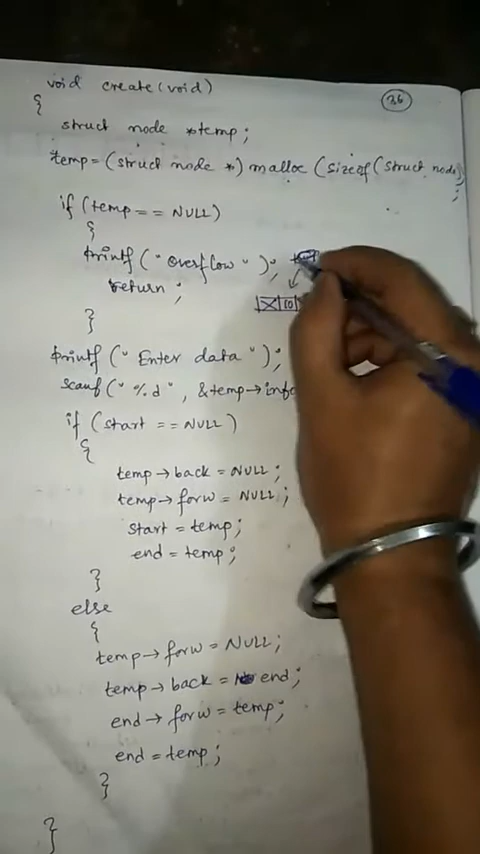 void create(void)
36
{
struct node *temp;
temp=(struct node *) malloc (sizeof(struct node)
;
if (temp == NULL)
{
printf ("Overflow");
return;
10
}
printf (" Enter data ");
scanf (" %d ", &temp→info
if (start == NULL)
{
temp→back = NULL;
temp→forw = NULL;
start = temp;
end = temp;
}
else
{
temp→forw = NULL;
temp→back = end;
end→forw = temp;
end = temp;
}
}